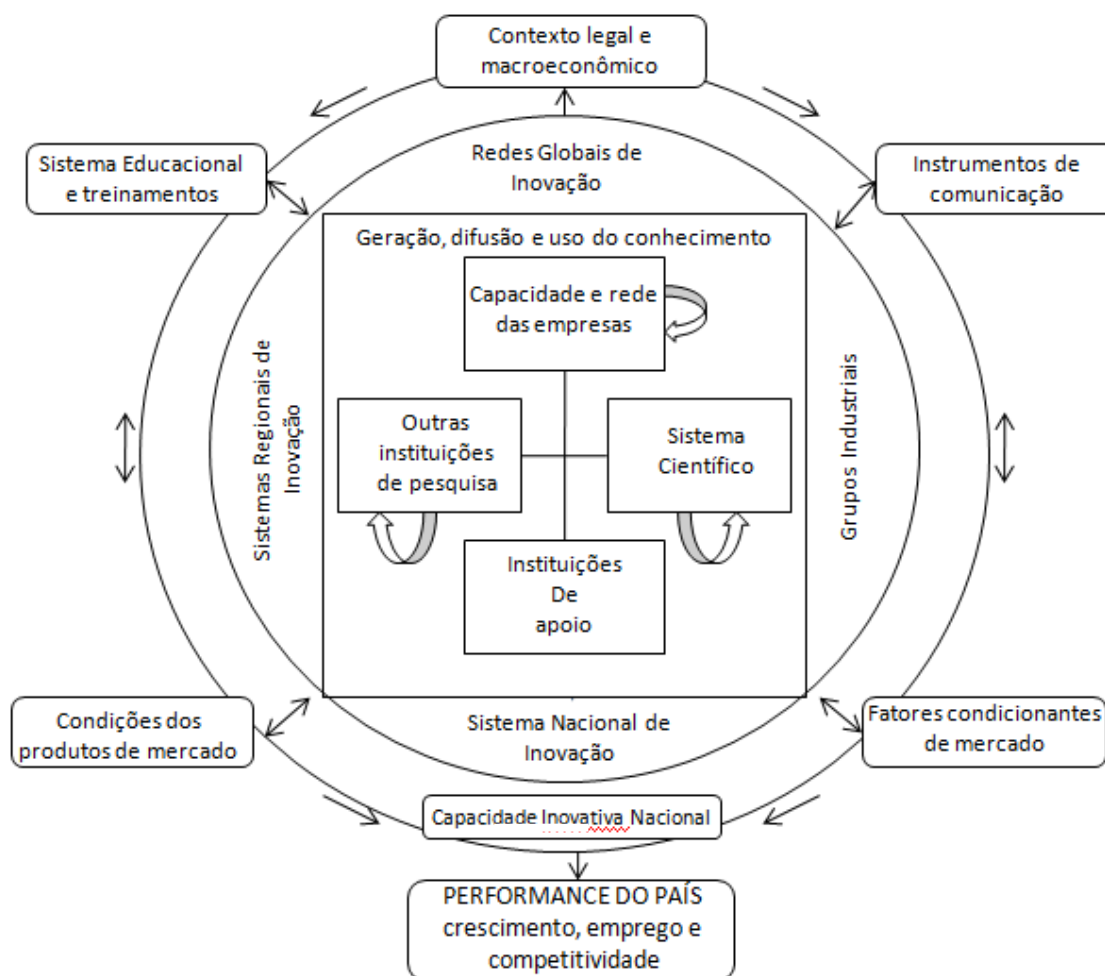 Contexto legal e
macroeconômico
Redes Globais de
Inovação
Sistema Educacional
e treinamentos
Instrumentos de
comunicação
Geração, difusão e uso do conhecimento
Capacidade e rede
das empresas
Sistemas Regionais de
Inovação
Outras
instituições
de pesquisa
Sistema
Científico
Grupos Industriais
Instituições
De
apoio
Condições dos
produtos de mercado
Sistema Nacional de
Inovação
Fatores condicionantes
de mercado
Capacidade Inovativa Nacional
PERFORMANCE DO PAÍS
crescimento, emprego e
competitividade